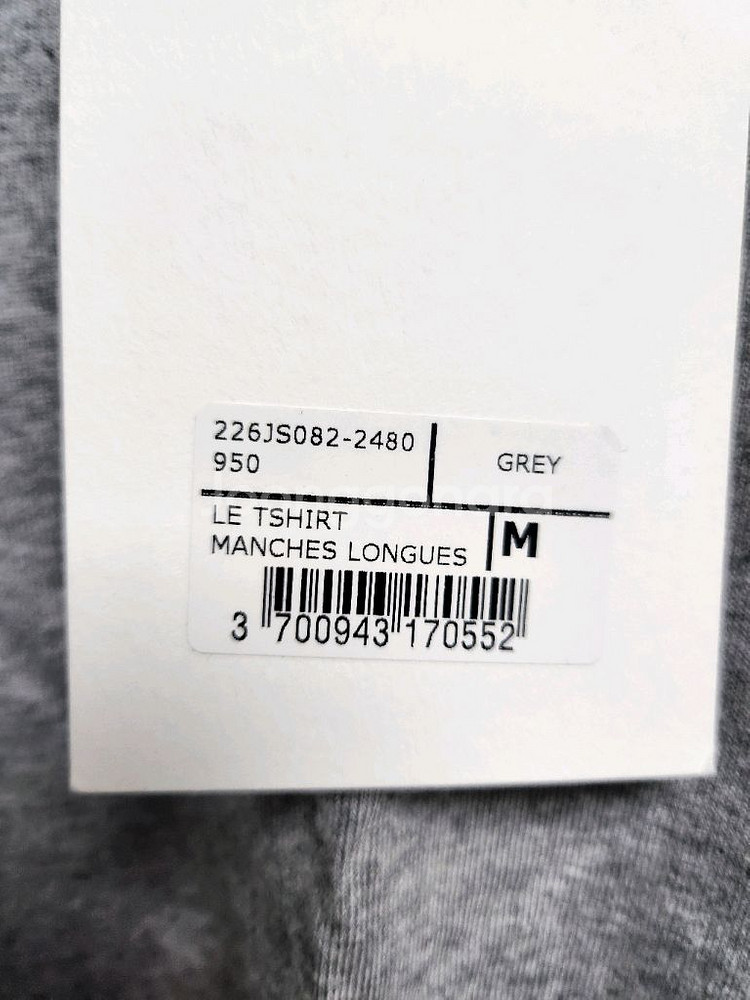 226JS082-2480
950
GREY
LE TSHIRT
MANCHES LONGUES
M
3 700943 170552